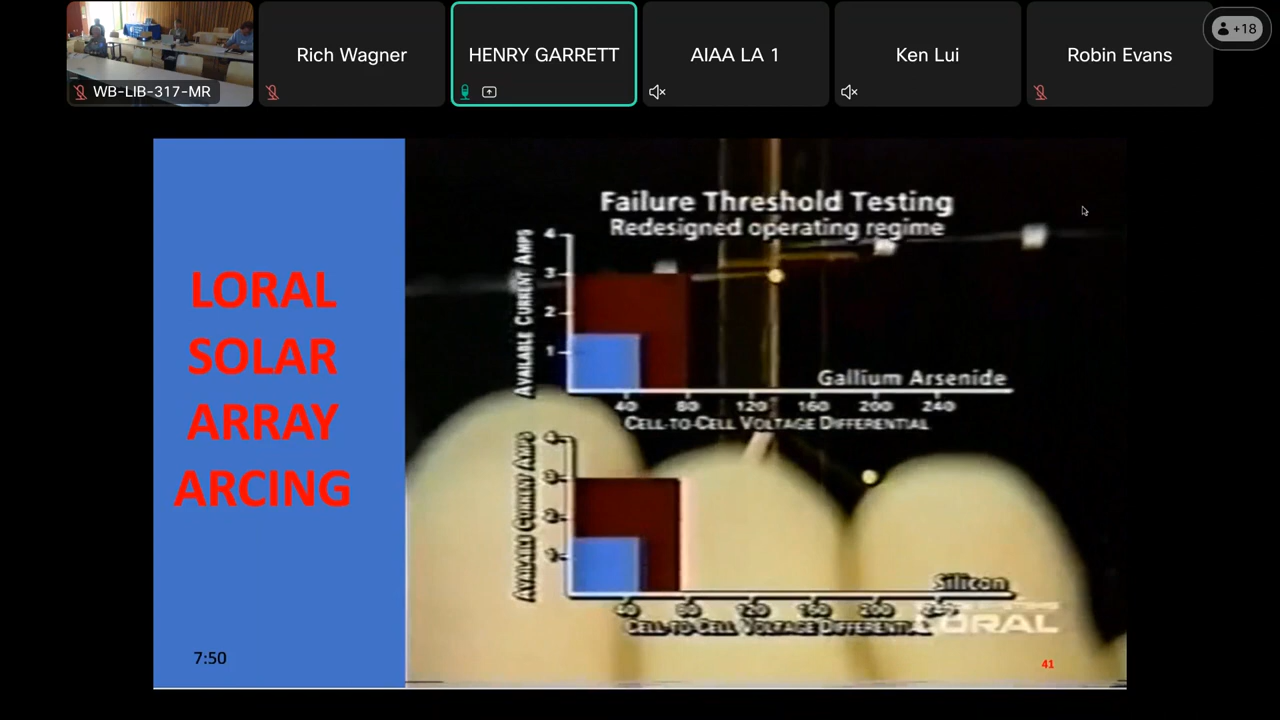 WB-LIB-317-MR
Rich Wagner
HENRY GARRETT
AIAA LA 1
Ken Lui
Robin Evans
+18
LORAL
SOLAR
ARRAY
ARCING
7:50
Failure Threshold Testing
Redesigned operating regime
AVAILABLE CURRENT AMPS
4
3
2
1
Gallium Arsenide
40 80 120 160 200 240
CELL-TO-CELL VOLTAGE DIFFERENTIAL
AVAILABLE CURRENT AMPS
4
3
2
1
Silicon
40 80 120 160 200 240
CELL-TO-CELL VOLTAGE DIFFERENTIAL
LORAL
41